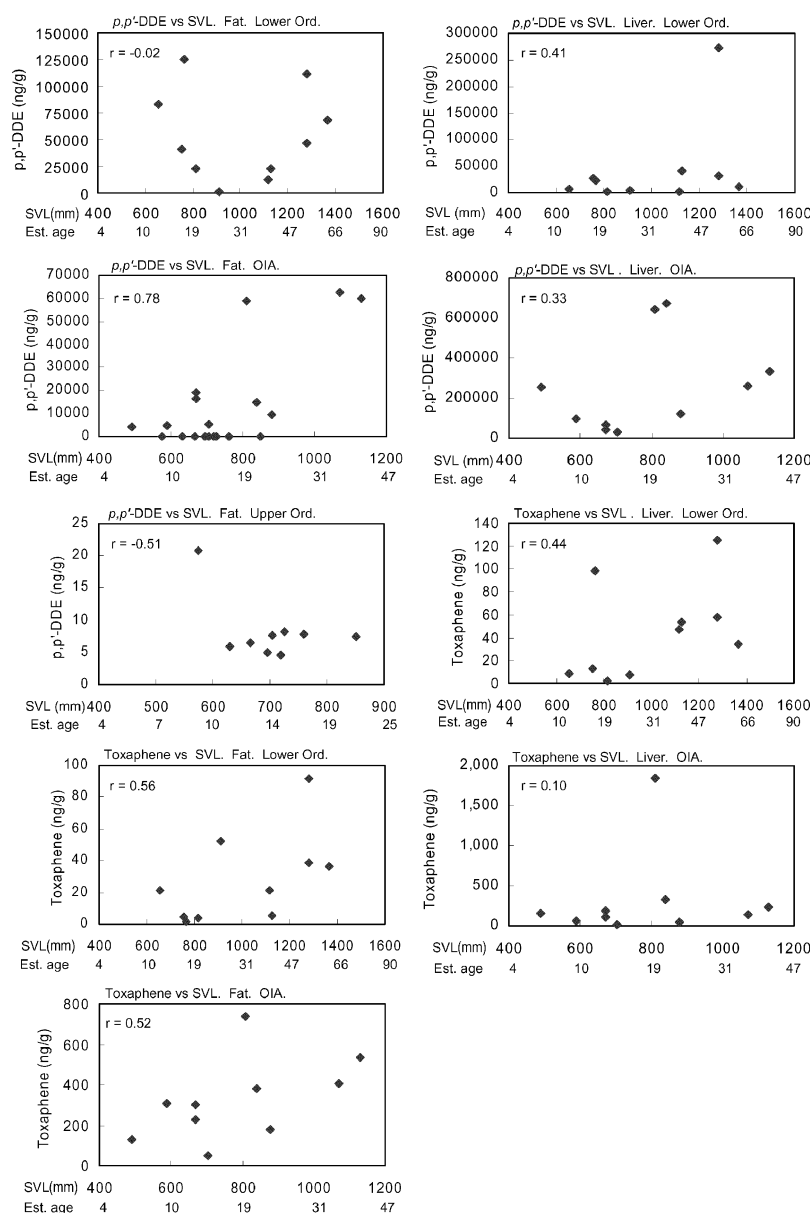 p,p'-DDE vs SVL. Fat. Lower Ord.
150000
125000
100000
75000
50000
25000
0
p,p'-DDE (ng/g)
r = -0.02
SVL(mm) 400 600 800 1000 1200 1400 1600
Est. age 4 10 19 31 47 66 90
p,p'-DDE vs SVL. Liver. Lower Ord.
300000
250000
200000
150000
100000
50000
0
p,p'-DDE (ng/g)
r = 0.41
SVL (mm) 400 600 800 1000 1200 1400 1600
Est. age 4 10 19 31 47 66 90
p,p'-DDE vs SVL. Fat. OIA.
70000
60000
50000
40000
30000
20000
10000
0
p,p'-DDE (ng/g)
r = 0.78
SVL(mm) 400 600 800 1000 1200
Est. age 4 10 19 31 47
p,p'-DDE vs SVL . Liver. OIA.
800000
600000
400000
200000
0
p,p'-DDE (ng/g)
r = 0.33
SVL (mm) 400 600 800 1000 1200
Est. age 4 10 19 31 47
p,p'-DDE vs SVL. Fat. Upper Ord.
25
20
15
10
5
0
p,p'-DDE (ng/g)
r = -0.51
SVL (mm) 400 500 600 700 800 900
Est. age 4 7 10 14 19 25
Toxaphene vs SVL . Liver. Lower Ord.
140
120
100
80
60
40
20
0
Toxaphene (ng/g)
r = 0.44
SVL(mm) 400 600 800 1000 1200 1400 1600
Est. age 4 10 19 31 47 66 90
Toxaphene vs SVL. Fat. Lower Ord.
100
80
60
40
20
0
Toxaphene (ng/g)
r = 0.56
SVL(mm) 400 600 800 1000 1200 1400 1600
Est. age 4 10 19 31 47 66 90
Toxaphene vs SVL. Liver. OIA.
2,000
1,500
1,000
500
0
Toxaphene (ng/g)
r = 0.10
SVL(mm) 400 600 800 1000 1200
Est. age 4 10 19 31 47
Toxaphene vs SVL. Fat. OIA.
800
600
400
200
0
Toxaphene (ng/g)
r = 0.52
SVL(mm) 400 600 800 1000 1200
Est. age 4 10 19 31 47